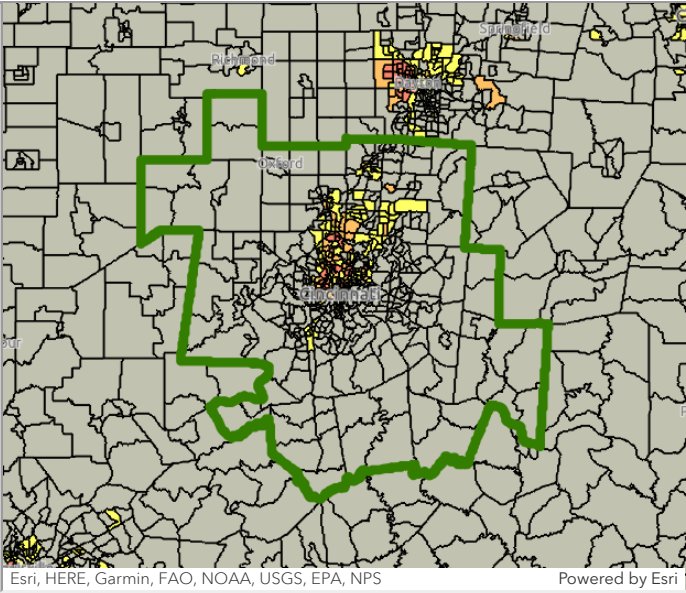 Springfield
Richmond
Dayton
Oxford
Cincinnati
Esri, HERE, Garmin, FAO, NOAA, USGS, EPA, NPS
Powered by Esri